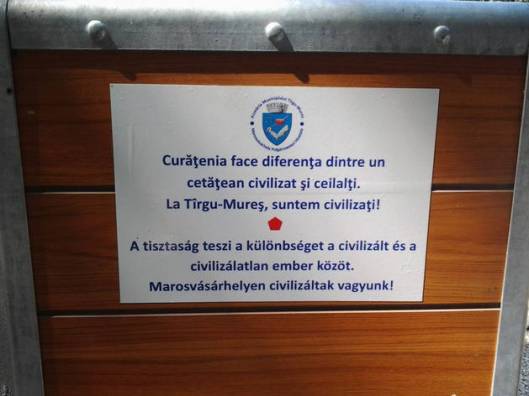 Curăţenia face diferenţa dintre un
cetăţean civilizat şi ceilalţi.
La Tîrgu-Mureş, suntem civilizaţi!
A tisztaság teszi a különbséget a civilizált és a
civilizálatlan ember közöt.
Marosvásárhelyen civilizáltak vagyunk!